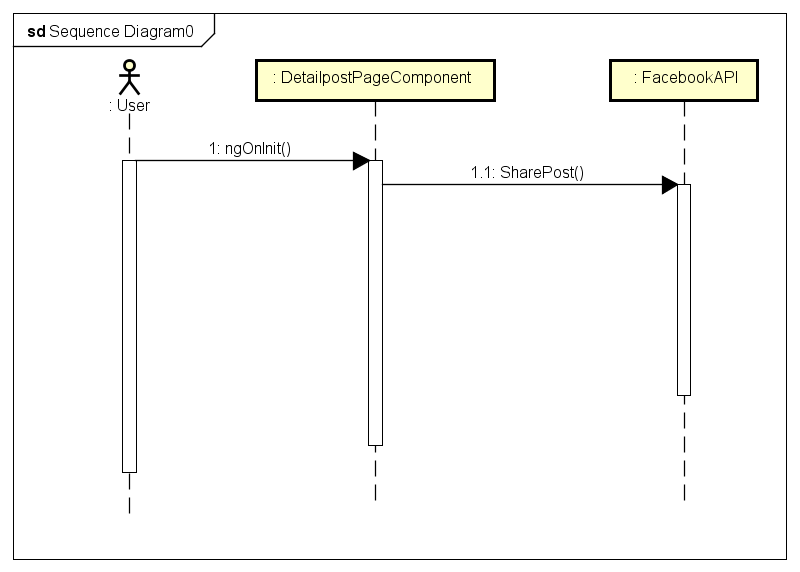 sd Sequence Diagram0
: User
: DetailpostPageComponent
: FacebookAPI
1: ngOnInit()
1.1: SharePost()